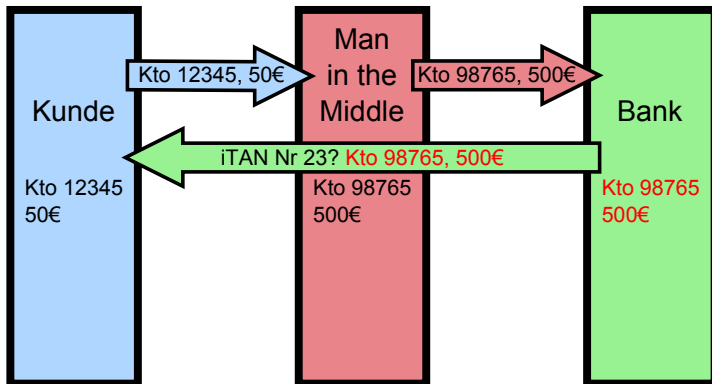 Kunde
Kto 12345
50€
Kto 12345, 50€
Man
in the
Middle
Kto 98765
500€
Kto 98765, 500€
iTAN Nr 23? Kto 98765, 500€
Bank
Kto 98765
500€